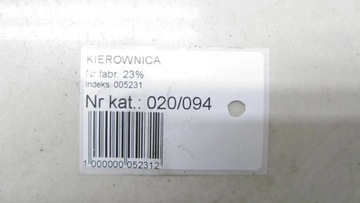 KIEROWNICA
Nr fabr. 23%
Indeks: 005231
Nr kat.: 020/094
1 000000 052312